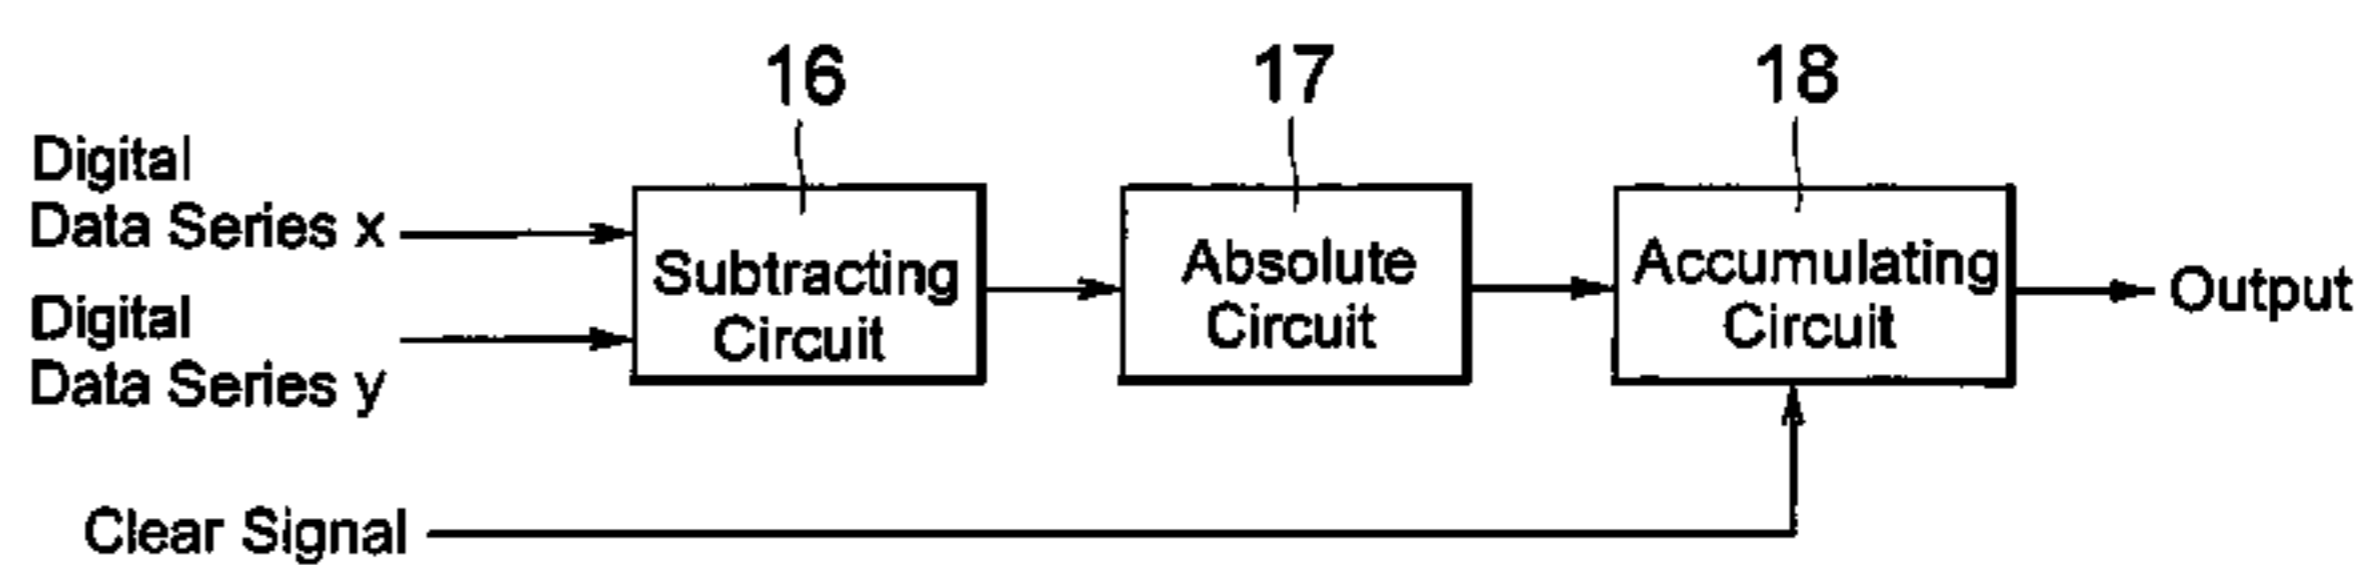 16
17
18
Digital
Data Series x
Digital
Data Series y
Subtracting
Circuit
Absolute
Circuit
Accumulating
Circuit
Output
Clear Signal